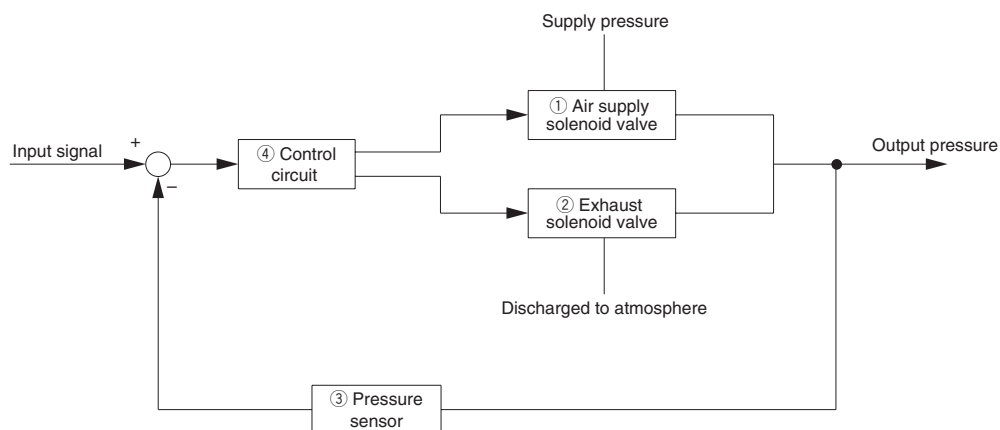 Supply pressure
① Air supply
solenoid valve
Input signal
+
④ Control
circuit
Output pressure
−
② Exhaust
solenoid valve
Discharged to atmosphere
③ Pressure
sensor